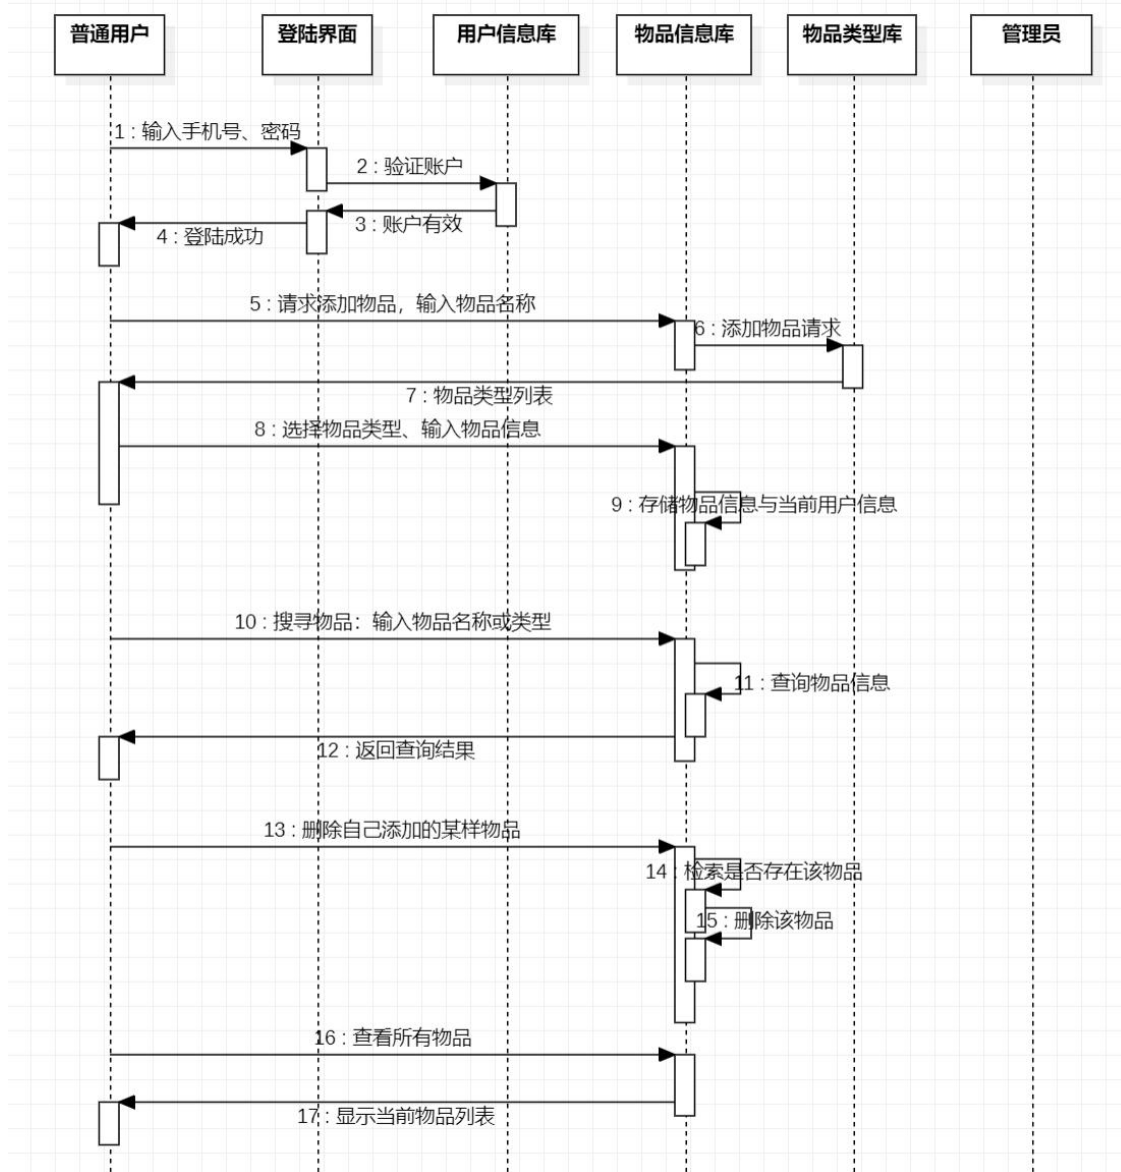 普通用户
登陆界面
用户信息库
物品信息库
物品类型库
管理员
1 : 输入手机号、密码
2 : 验证账户
3 : 账户有效
4 : 登陆成功
5 : 请求添加物品，输入物品名称
6 : 添加物品请求
7 : 物品类型列表
8 : 选择物品类型、输入物品信息
9 : 存储物品信息与当前用户信息
10 : 搜寻物品：输入物品名称或类型
11 : 查询物品信息
12 : 返回查询结果
13 : 删除自己添加的某样物品
14 : 检索是否存在该物品
15 : 删除该物品
16 : 查看所有物品
17 : 显示当前物品列表